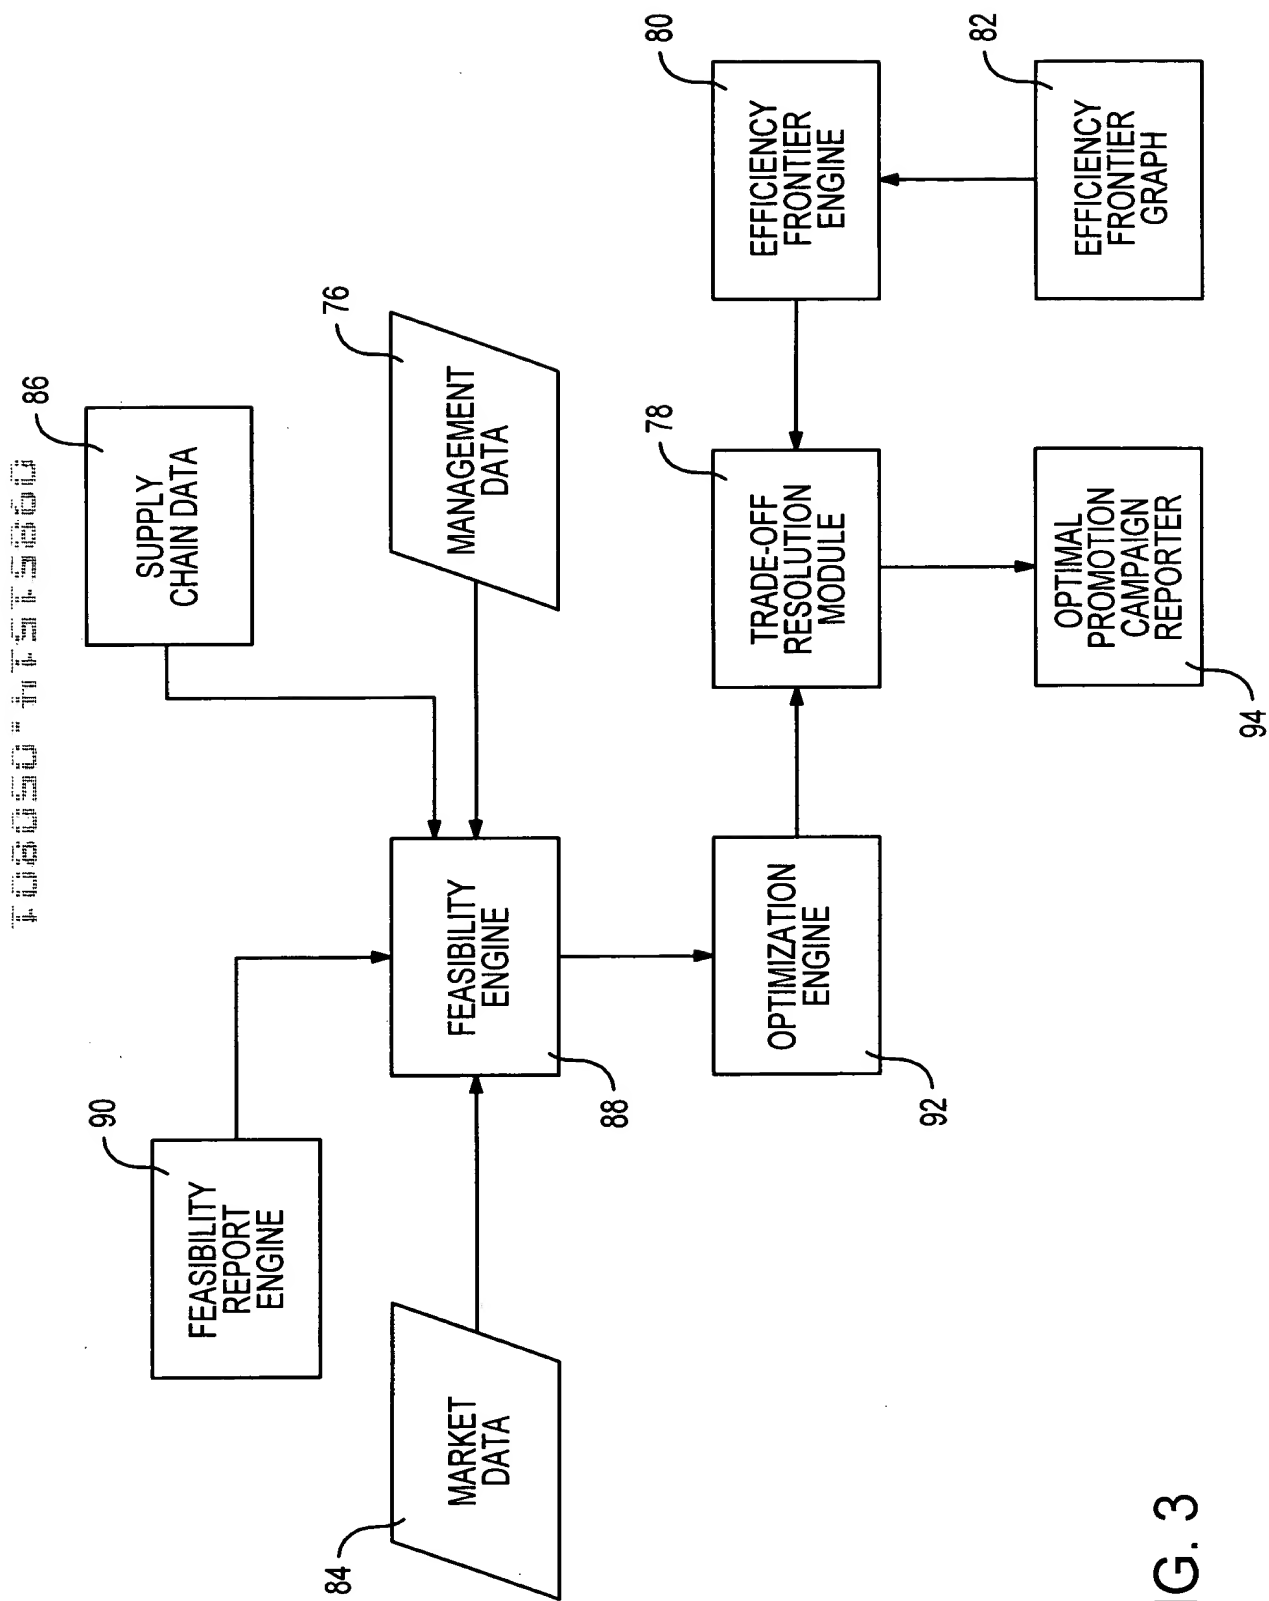 90
FEASIBILITY
REPORT
ENGINE
86
SUPPLY
CHAIN DATA
84
MARKET
DATA
FEASIBILITY
ENGINE
88
76
MANAGEMENT
DATA
OPTIMIZATION
ENGINE
92
78
TRADE-OFF
RESOLUTION
MODULE
80
EFFICIENCY
FRONTIER
ENGINE
OPTIMAL
PROMOTION
CAMPAIGN
REPORTER
94
82
EFFICIENCY
FRONTIER
GRAPH
G. 3